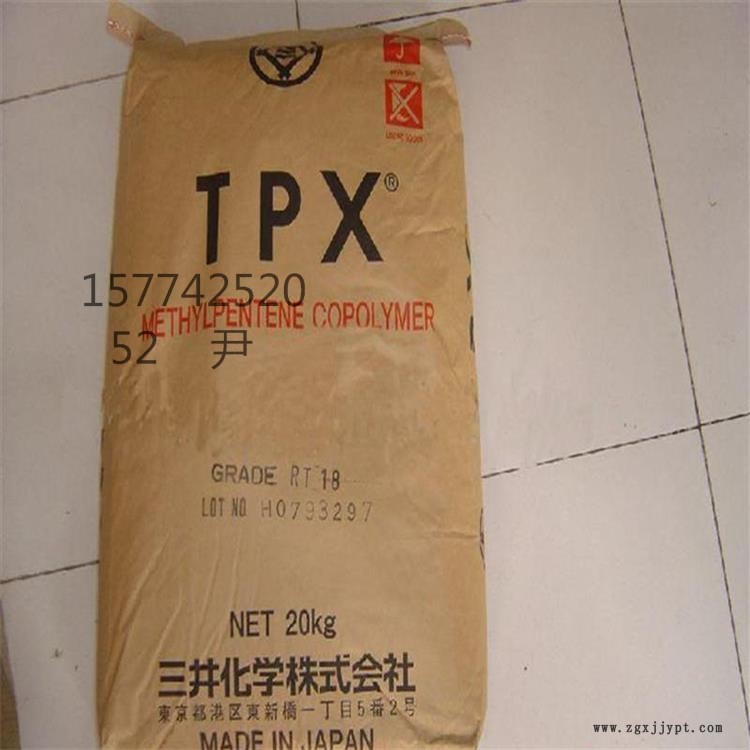 TPX®
157742520
METHYLPENTENE COPOLYMER
52 尹
GRADE RT 18
LOT NO. H0793297
NET 20kg
三井化学株式会社
東京都港区東新橋一丁目5番2号
MADE IN JAPAN
www.zgxjjypt.com